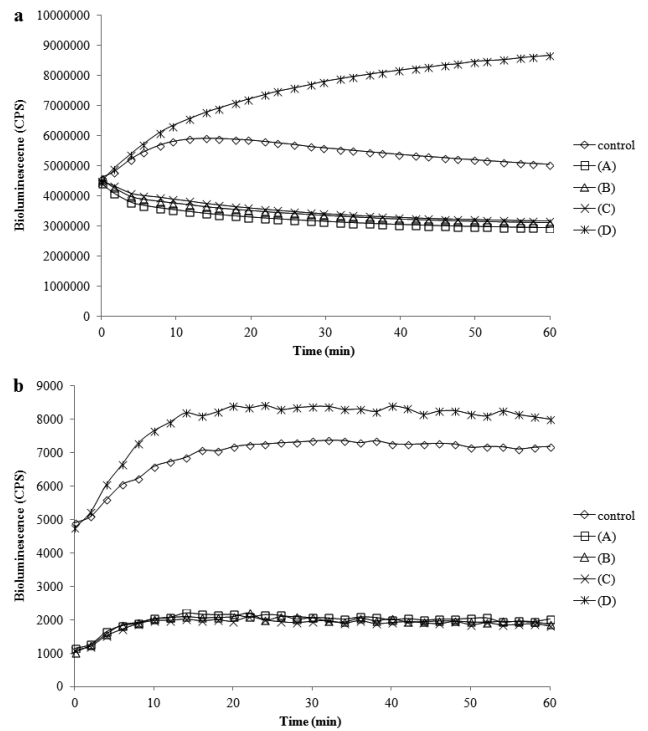 a
10000000
9000000
8000000
7000000
6000000
5000000
4000000
3000000
2000000
1000000
0
Bioluminescecne (CPS)
0 10 20 30 40 50 60
Time (min)
control
(A)
(B)
(C)
(D)
b
9000
8000
7000
6000
5000
4000
3000
2000
1000
0
Bioluminescence (CPS)
0 10 20 30 40 50 60
Time (min)
control
(A)
(B)
(C)
(D)